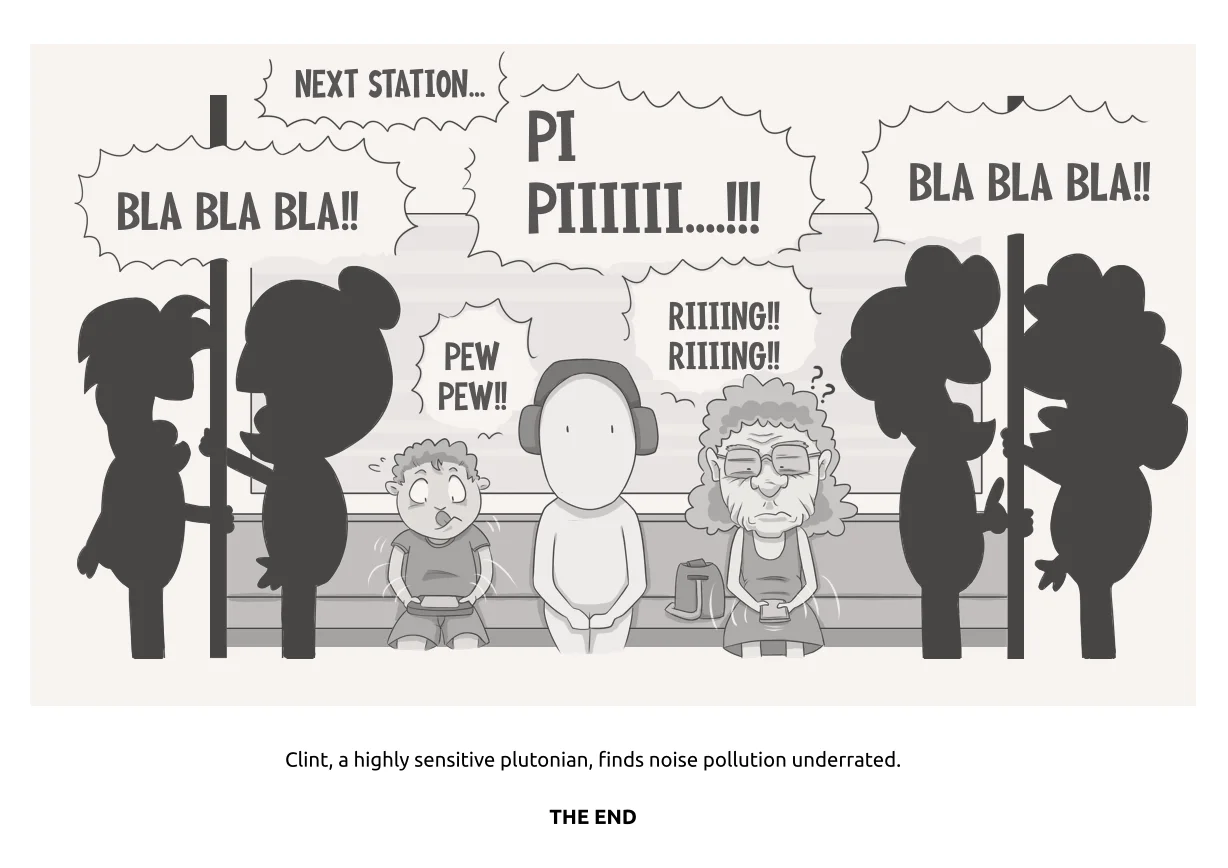 NEXT STATION...
PI
PIIIIIII....!!!
BLA BLA BLA!!
BLA BLA BLA!!
RIIIING!!
RIIIING!!
PEW
PEW!!
? ?
Clint, a highly sensitive plutonian, finds noise pollution underrated.
THE END